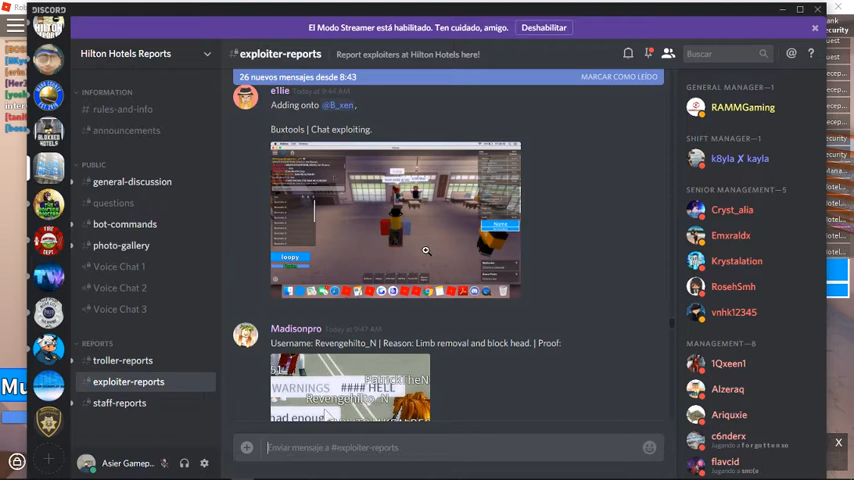 DISCORD
El Modo Streamer está habilitado. Ten cuidado, amigo.
Deshabilitar
Hilton Hotels Reports
# exploiter-reports
Report exploiters at Hilton Hotels here!
Buscar
26 nuevos mensajes desde 8:43
MARCAR COMO LEÍDO
INFORMATION
rules-and-info
announcements
PUBLIC
general-discussion
questions
bot-commands
photo-gallery
Voice Chat 1
Voice Chat 2
Voice Chat 3
REPORTS
troller-reports
exploiter-reports
staff-reports
Asier Gamep...
e1lie Today at 9:44 AM
Adding onto @B_xen,
Buxtools | Chat exploiting.
loopy
Madisonpro Today at 9:47 AM
Username: Revengehilto_N | Reason: Limb removal and block head. | Proof:
WARNINGS #### HELL
PatrickTheN
Revengehilto_N
Enviar mensaje a #exploiter-reports
GENERAL MANAGER—1
RAMMGaming
SHIFT MANAGER—1
k8yla X kayla
SENIOR MANAGEMENT—5
Cryst_alia
Emxraldx
Krystalation
RosehSmh
vnhk12345
MANAGEMENT—8
1Qxeen1
Alzeraq
Ariquxie
c6nderx
Jugando a forgottenso
flavcid